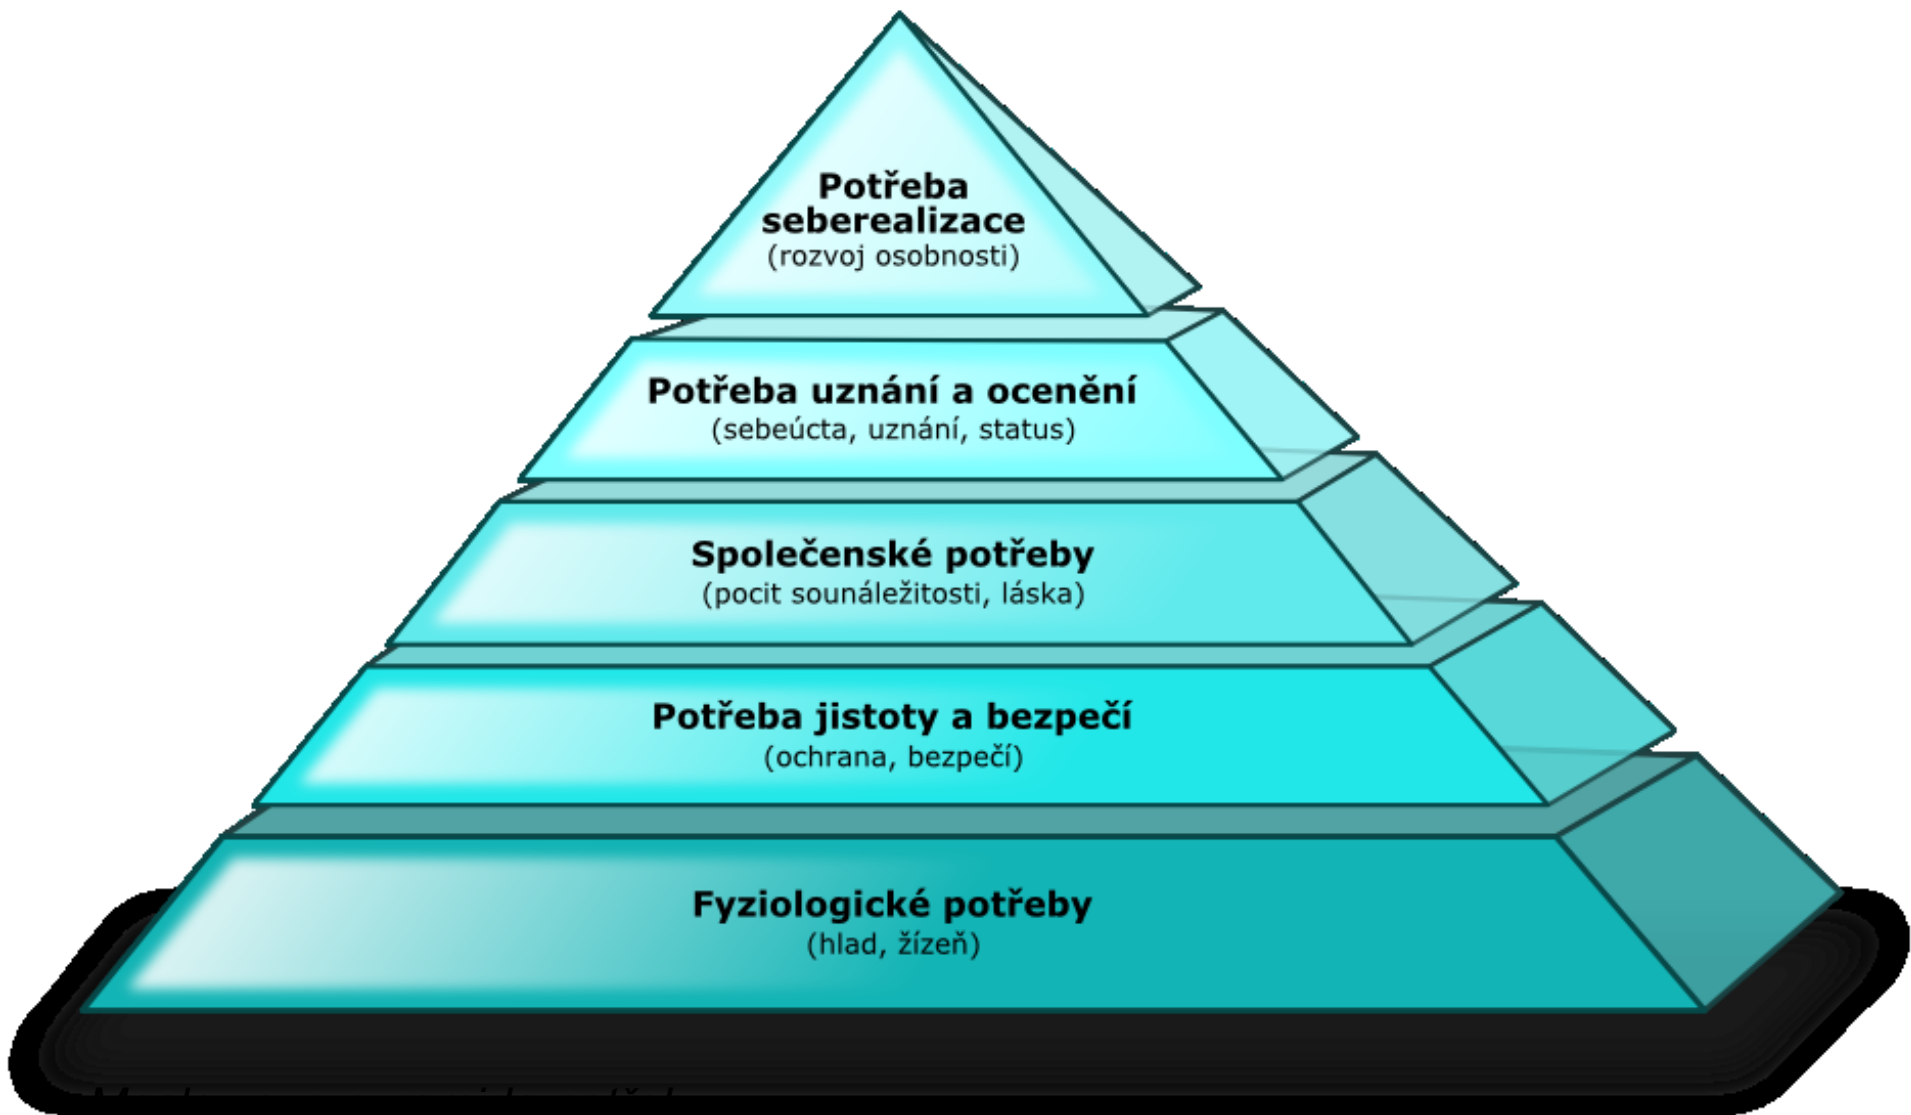 Potřeba
seberealizace
(rozvoj osobnosti)
Potřeba uznání a ocenění
(sebeúcta, uznání, status)
Společenské potřeby
(pocit sounáležitosti, láska)
Potřeba jistoty a bezpečí
(ochrana, bezpečí)
Fyziologické potřeby
(hlad, žízeň)